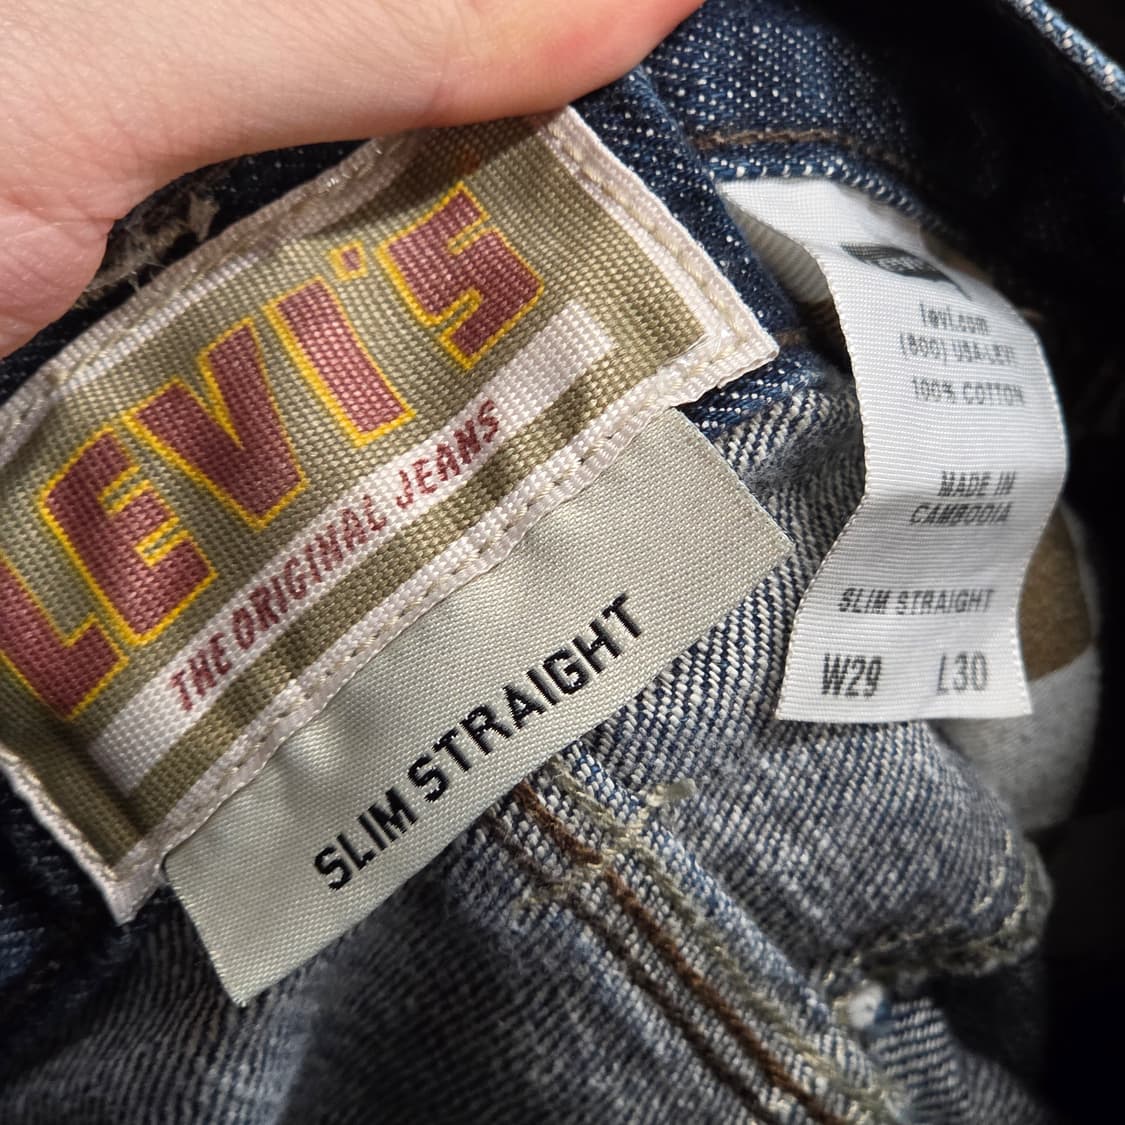 LEVI'S
THE ORIGINAL JEANS
SLIM STRAIGHT
levi.com
(800) USA-LEVI
100% COTTON
MADE IN
CAMBODIA
SLIM STRAIGHT
W29 L30